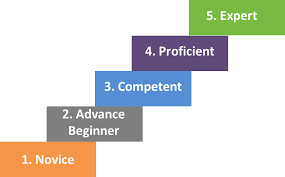 5. Expert
4. Proficient
3. Competent
2. Advance
Beginner
1. Novice